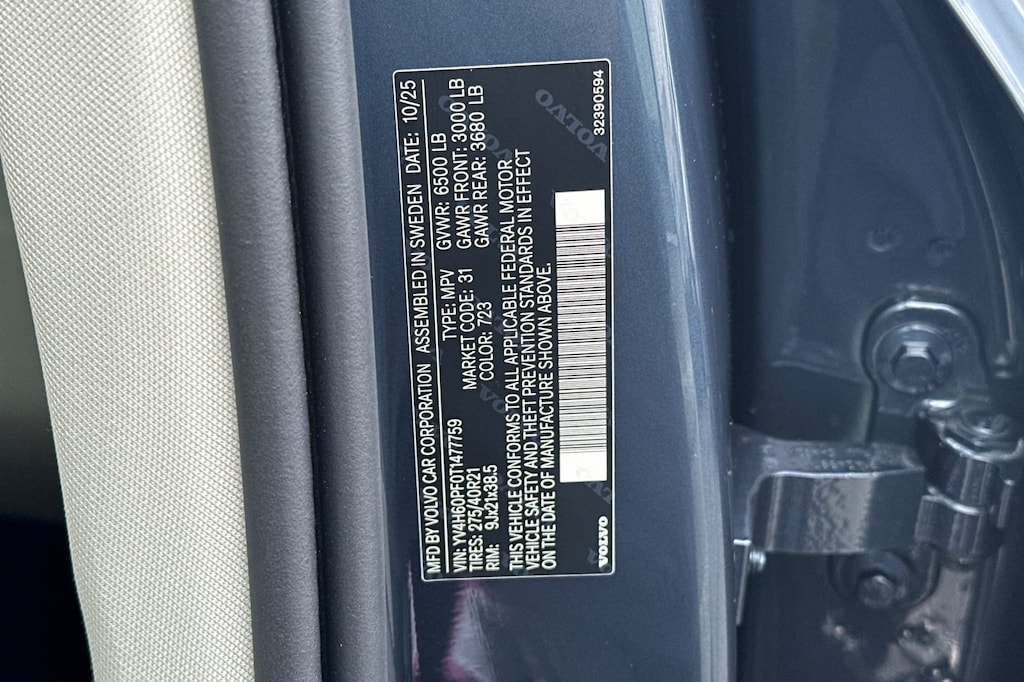 MFD BY VOLVO CAR CORPORATION ASSEMBLED IN SWEDEN DATE: 10/25
VIN: YV4H60PF0T1477759 TYPE: MPV GVWR: 6500 LB
TIRES: 275/40R21 MARKET CODE: 31 GAWR FRONT: 3000 LB
RIM: 9Jx21x38.5 COLOR: 723 GAWR REAR: 3680 LB
THIS VEHICLE CONFORMS TO ALL APPLICABLE FEDERAL MOTOR
VEHICLE SAFETY AND THEFT PREVENTION STANDARDS IN EFFECT
ON THE DATE OF MANUFACTURE SHOWN ABOVE.
VOLVO 32390594